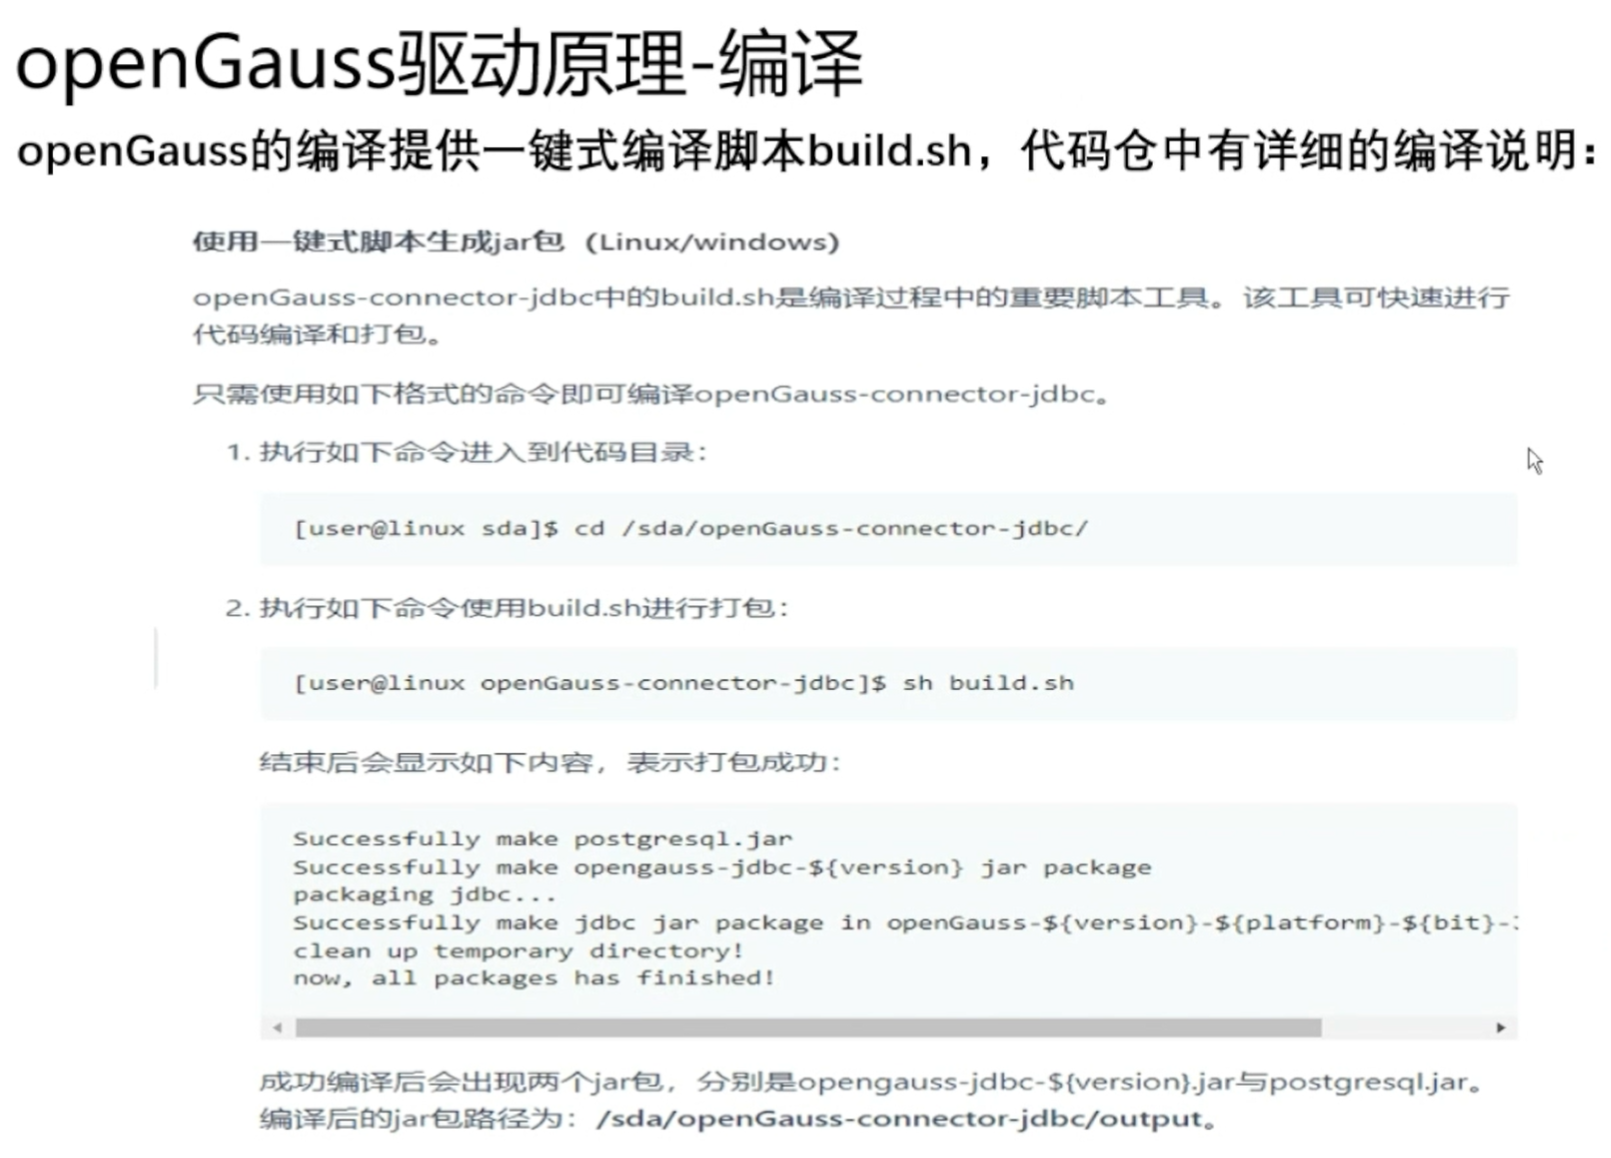 openGauss驱动原理-编译
openGauss的编译提供一键式编译脚本build.sh，代码仓中有详细的编译说明：
使用一键式脚本生成jar包（Linux/windows)
openGauss-connector-jdbc中的build.sh是编译过程中的重要脚本工具。该工具可快速进行
代码编译和打包。
只需使用如下格式的命令即可编译openGauss-connector-jdbc。
1. 执行如下命令进入到代码目录：
[user@linux sda]$ cd /sda/openGauss-connector-jdbc/
2. 执行如下命令使用build.sh进行打包：
[user@linux openGauss-connector-jdbc]$ sh build.sh
结束后会显示如下内容，表示打包成功：
Successfully make postgresql.jar
Successfully make opengauss-jdbc-${version} jar package
packaging jdbc...
Successfully make jdbc jar package in openGauss-${version}-${platform}-${bit}-
clean up temporary directory!
now, all packages has finished!
成功编译后会出现两个jar包，分别是opengauss-jdbc-${version}.jar与postgresql.jar。
编译后的jar包路径为：/sda/openGauss-connector-jdbc/output。